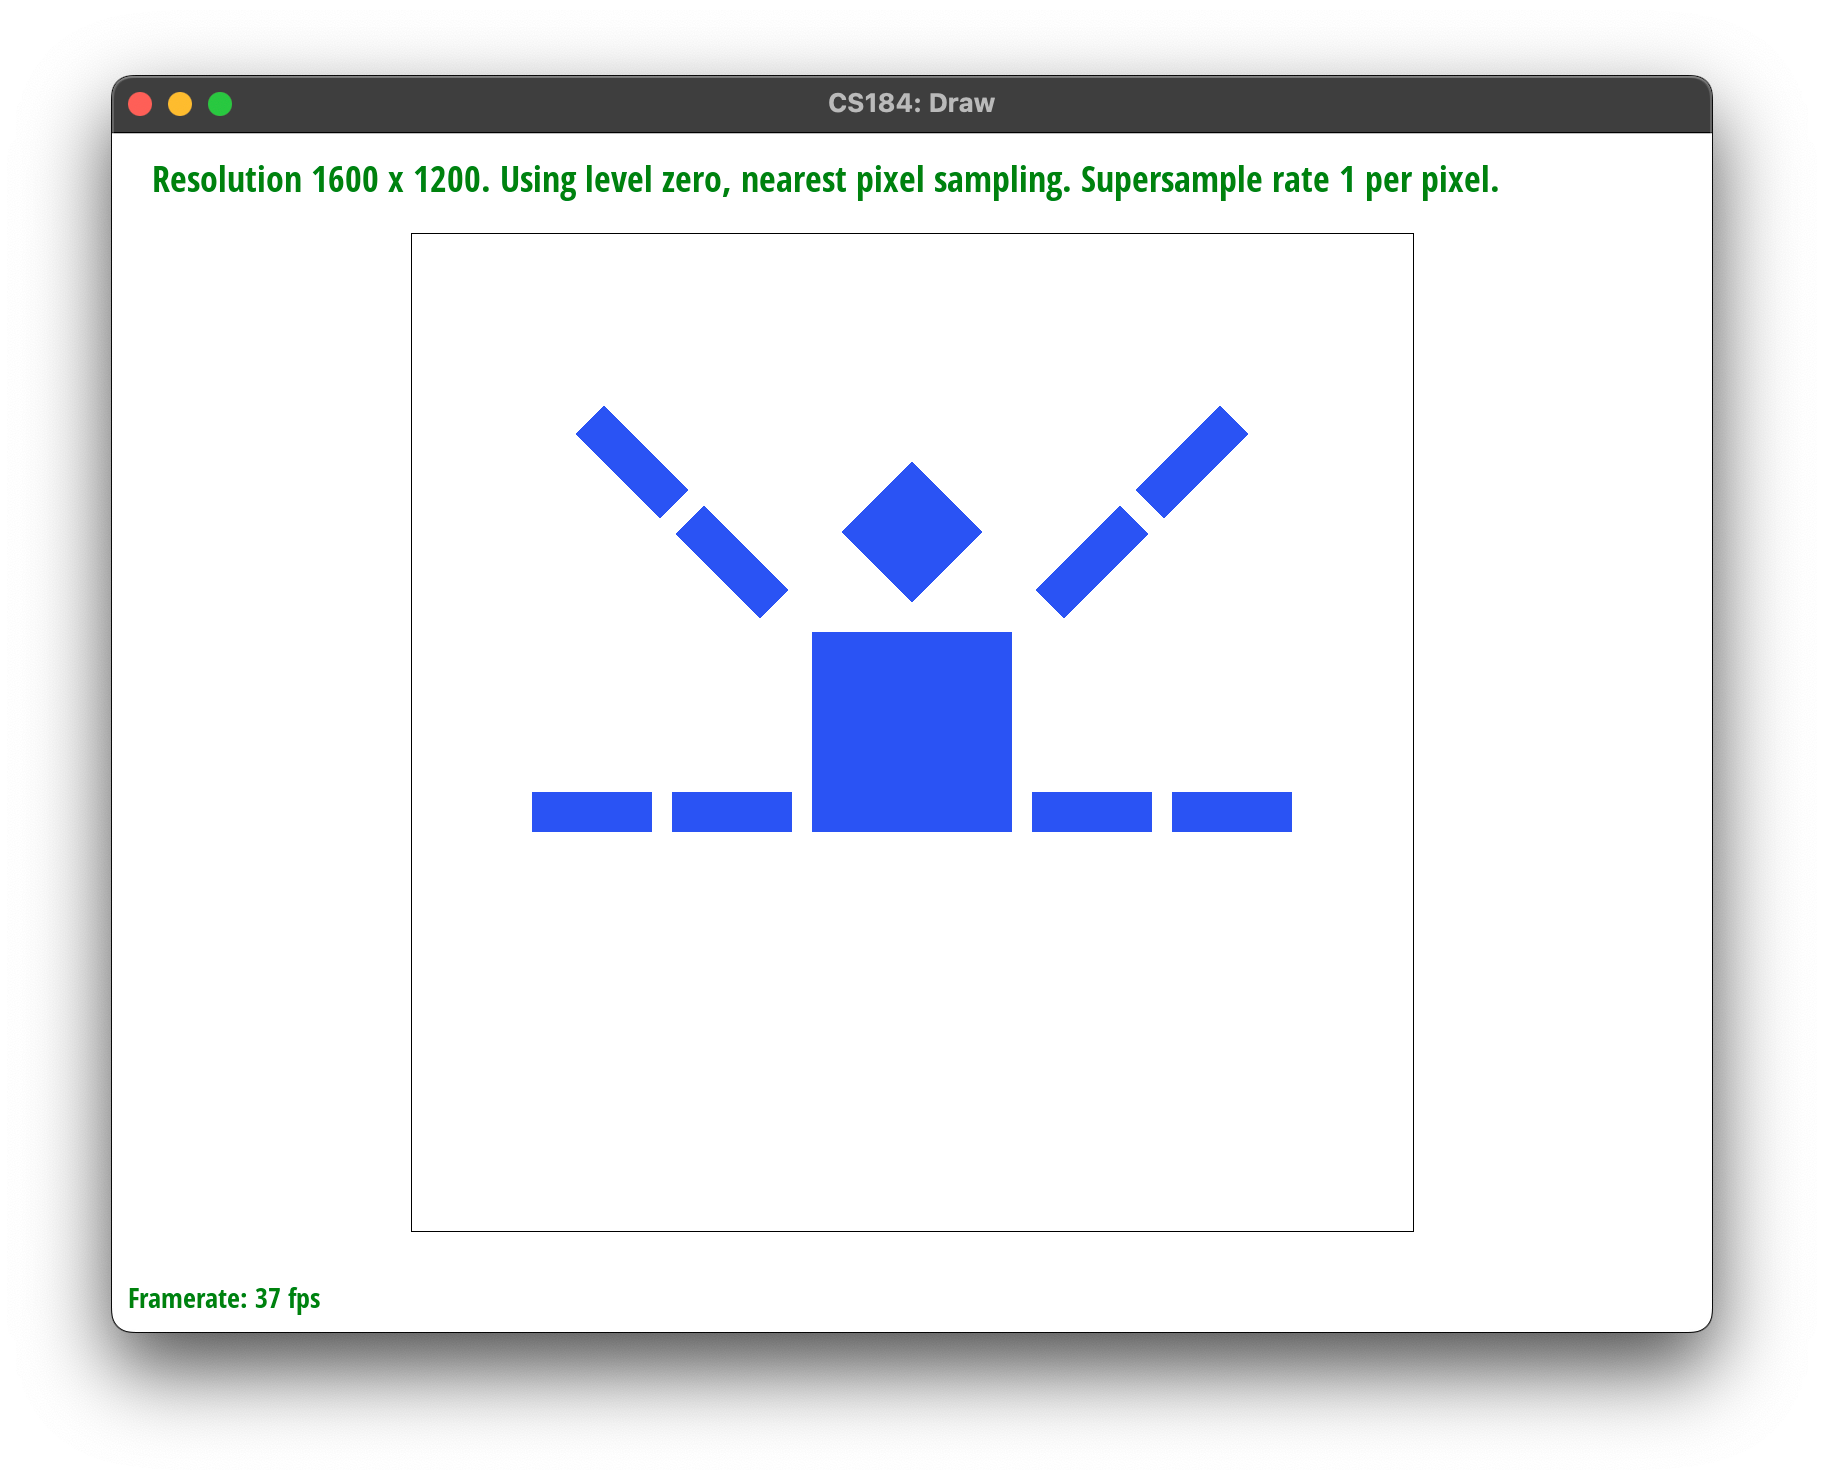 CS184: Draw
Resolution 1600 x 1200. Using level zero, nearest pixel sampling. Supersample rate 1 per pixel.
Framerate: 37 fps